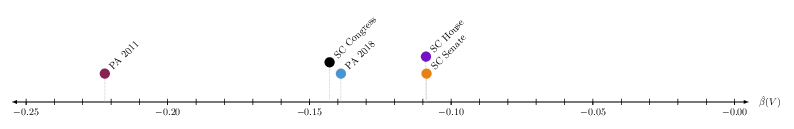 PA 2011
SC Congress
PA 2018
SC House
SC Senate
−0.25 −0.20 −0.15 −0.10 −0.05 −0.00 β̂(V)